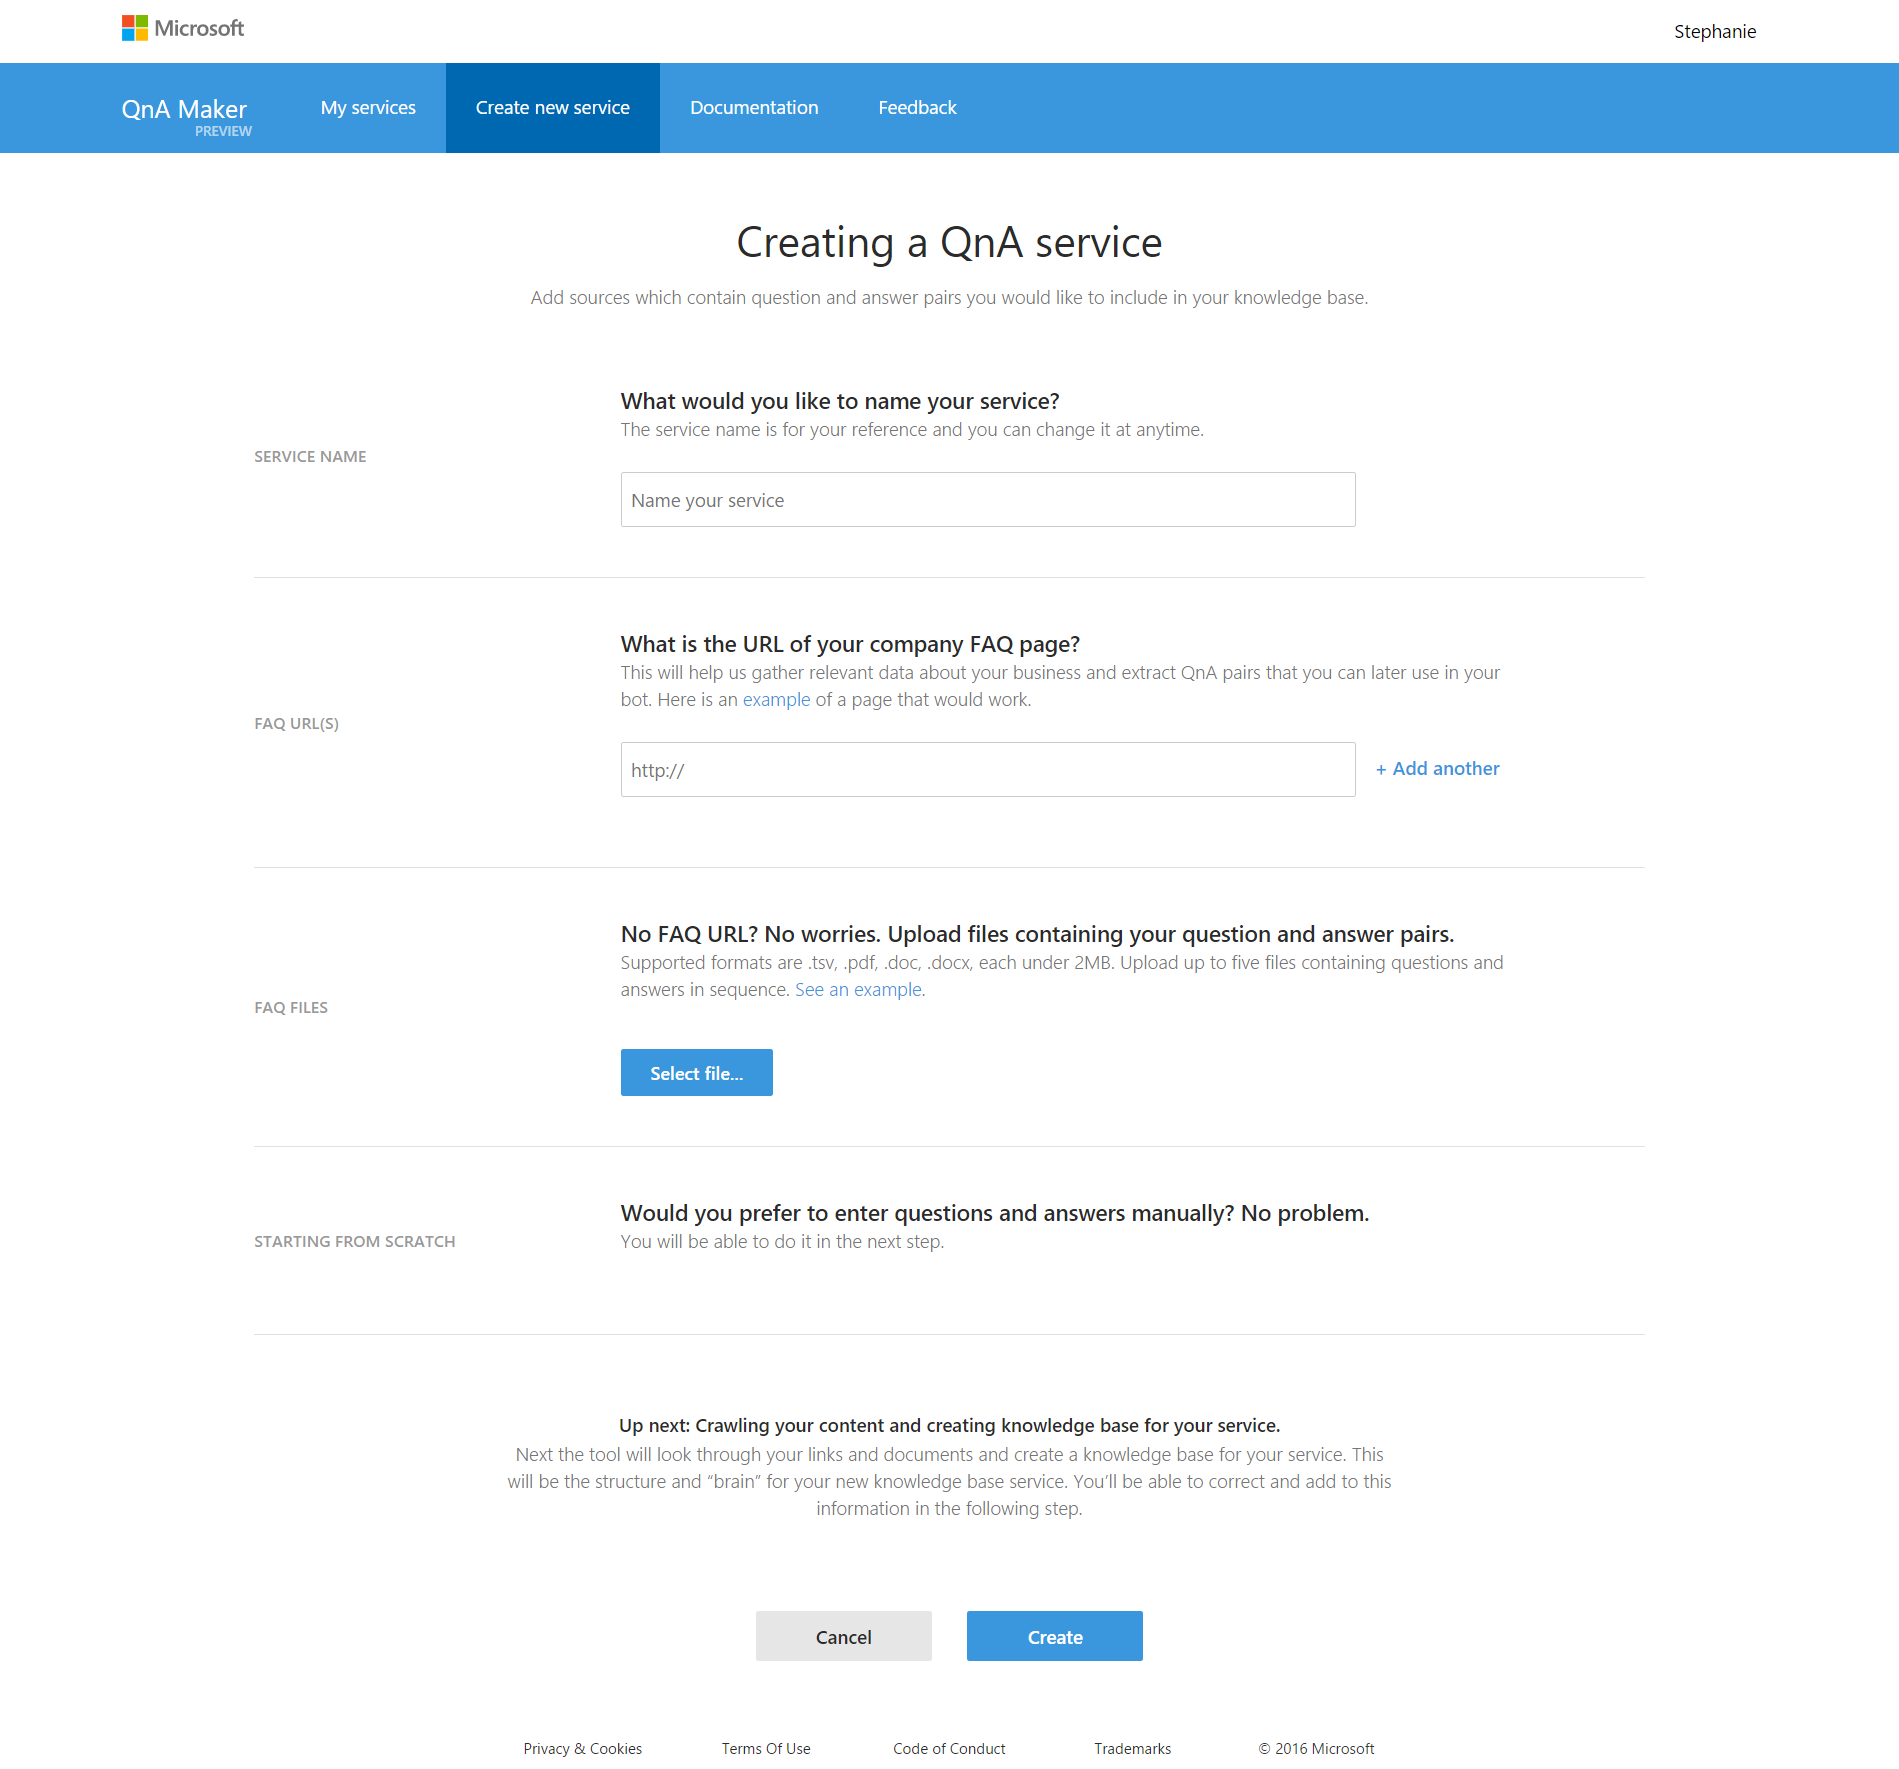 Microsoft
Stephanie
QnA Maker
PREVIEW
My services
Create new service
Documentation
Feedback
Creating a QnA service
Add sources which contain question and answer pairs you would like to include in your knowledge base.
SERVICE NAME
What would you like to name your service?
The service name is for your reference and you can change it at anytime.
Name your service
FAQ URL(S)
What is the URL of your company FAQ page?
This will help us gather relevant data about your business and extract QnA pairs that you can later use in your
bot. Here is an example of a page that would work.
http://
+ Add another
FAQ FILES
No FAQ URL? No worries. Upload files containing your question and answer pairs.
Supported formats are .tsv, .pdf, .doc, .docx, each under 2MB. Upload up to five files containing questions and
answers in sequence. See an example.
Select file...
STARTING FROM SCRATCH
Would you prefer to enter questions and answers manually? No problem.
You will be able to do it in the next step.
Up next: Crawling your content and creating knowledge base for your service.
Next the tool will look through your links and documents and create a knowledge base for your service. This
will be the structure and “brain” for your new knowledge base service. You’ll be able to correct and add to this
information in the following step.
Cancel
Create
Privacy & Cookies
Terms Of Use
Code of Conduct
Trademarks
© 2016 Microsoft